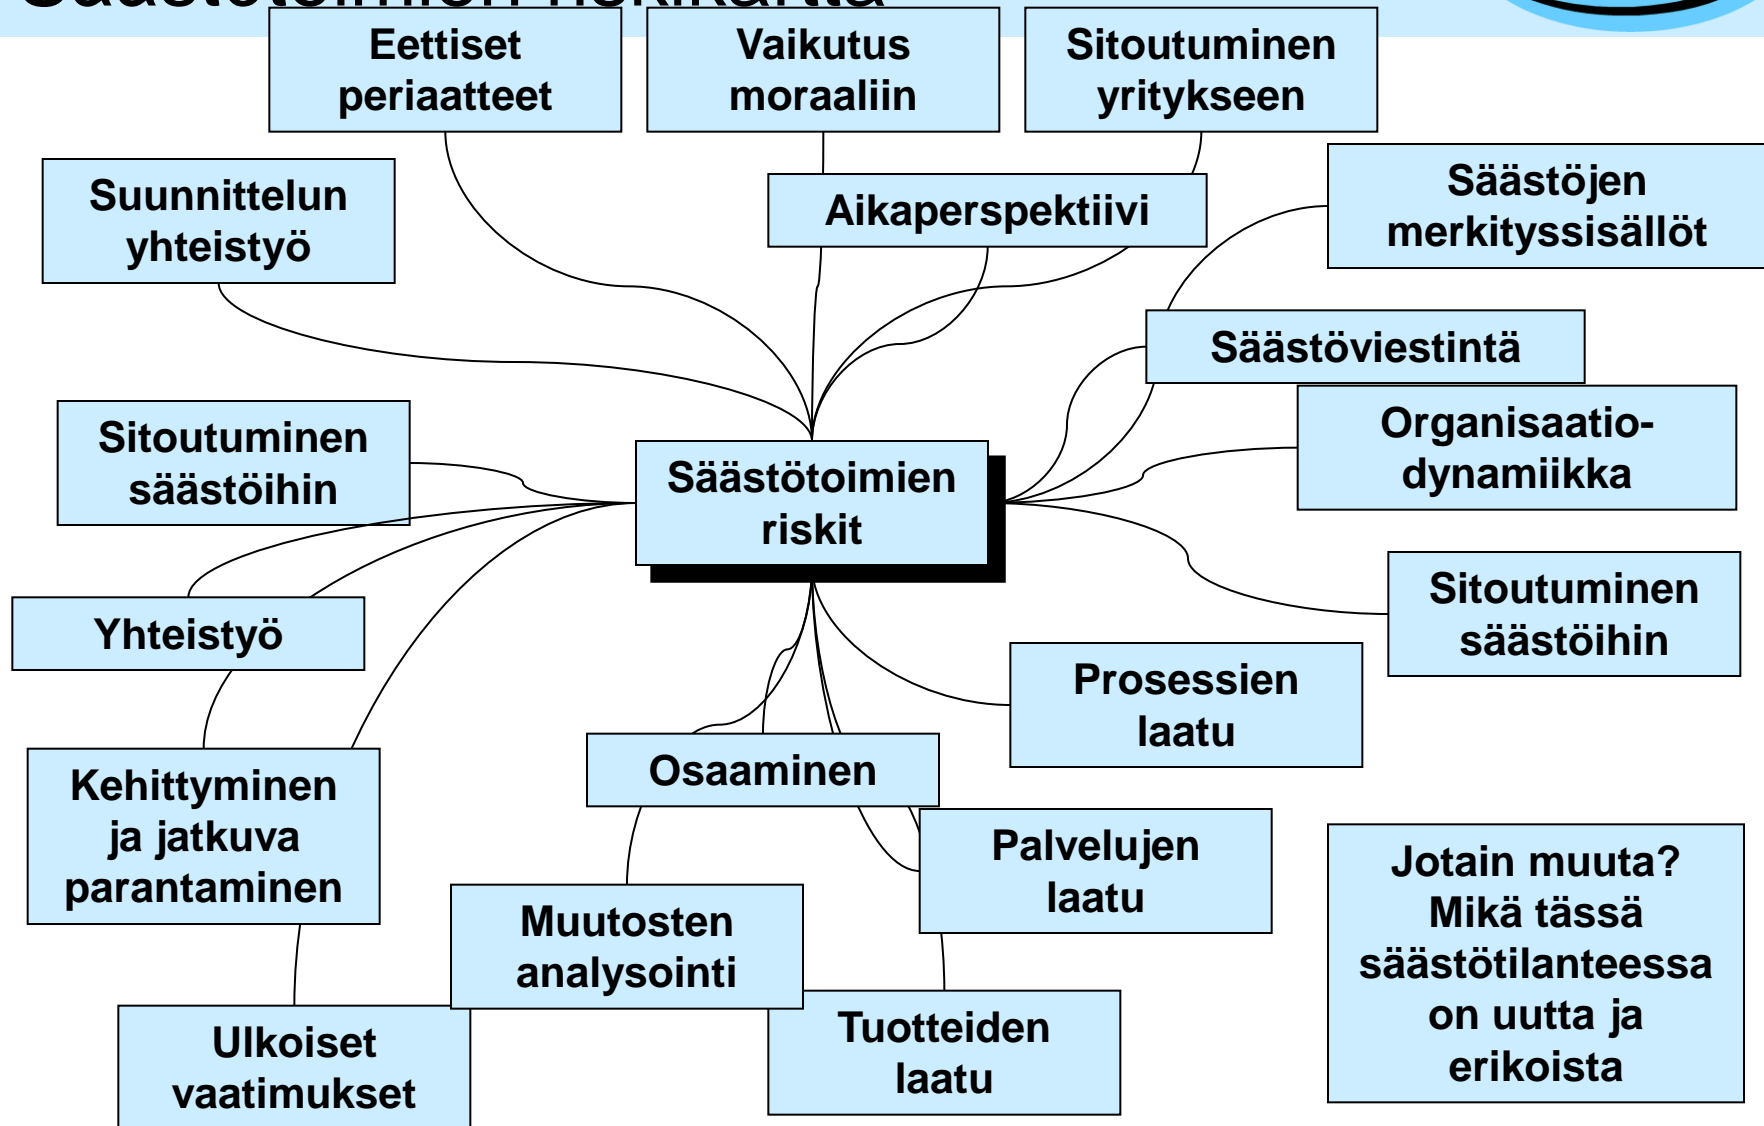 Säästötoimien riskikartta
Eettiset
periaatteet
Vaikutus
moraaliin
Sitoutuminen
yritykseen
Suunnittelun
yhteistyö
Aikaperspektiivi
Säästöjen
merkityssisällöt
Säästöviestintä
Sitoutuminen
säästöihin
Säästötoimien
riskit
Organisaatio-
dynamiikka
Yhteistyö
Sitoutuminen
säästöihin
Prosessien
laatu
Kehittyminen
ja jatkuva
parantaminen
Osaaminen
Palvelujen
laatu
Muutosten
analysointi
Ulkoiset
vaatimukset
Tuotteiden
laatu
Jotain muuta?
Mikä tässä
säästötilanteessa
on uutta ja
erikoista